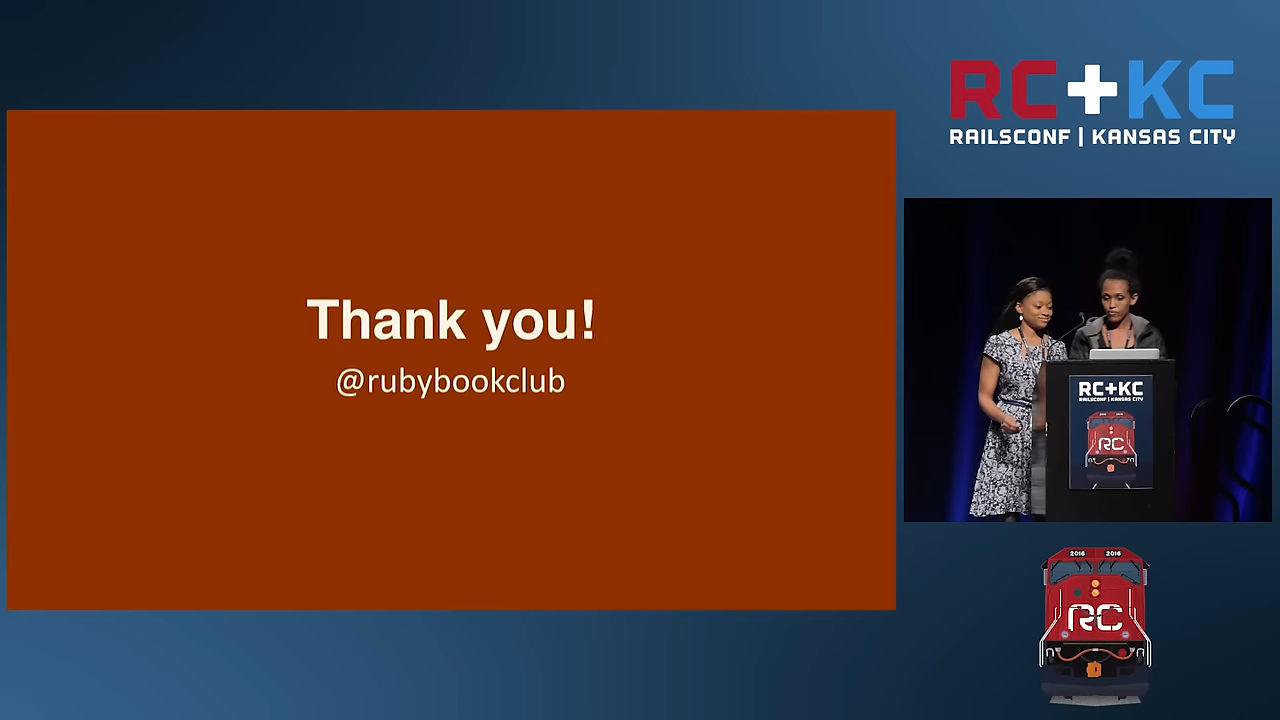 Thank you!
@rubybookclub
RC+KC
RAILSCONF | KANSAS CITY
RC+KC
RAILSCONF | KANSAS CITY
RC
2016 2016
RC